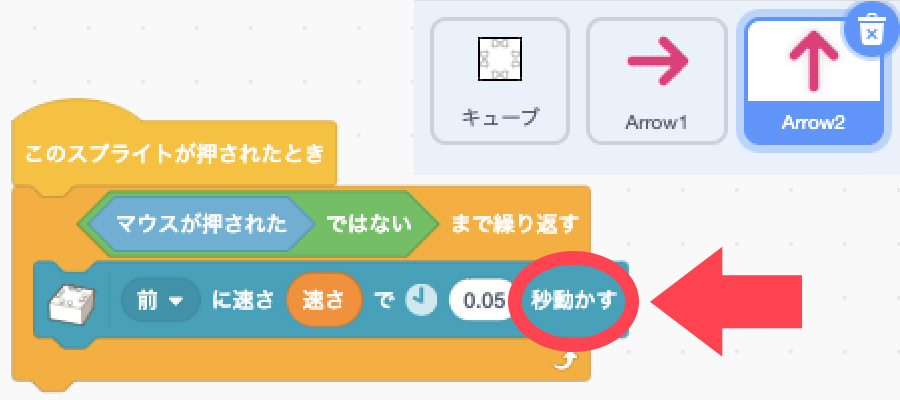 キューブ
Arrow1
Arrow2
このスプライトが押されたとき
マウスが押された ではない まで繰り返す
前 に速さ 速さ で 0.05 秒動かす